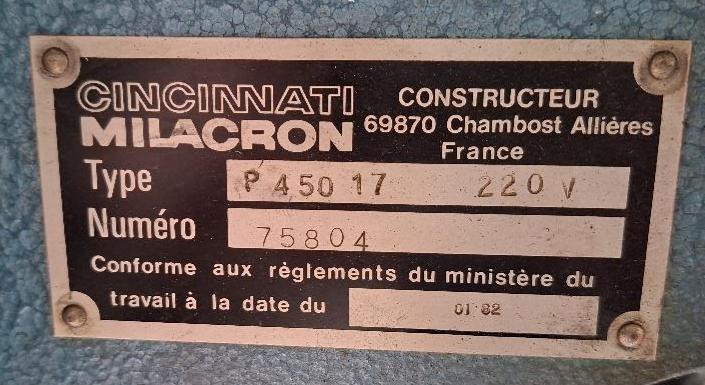 CINCINNATI
MILACRON
CONSTRUCTEUR
69870 Chambost Allières
France
Type P 450 17 220 V
Numéro 75804
Conforme aux règlements du ministère du
travail à la date du 01 82